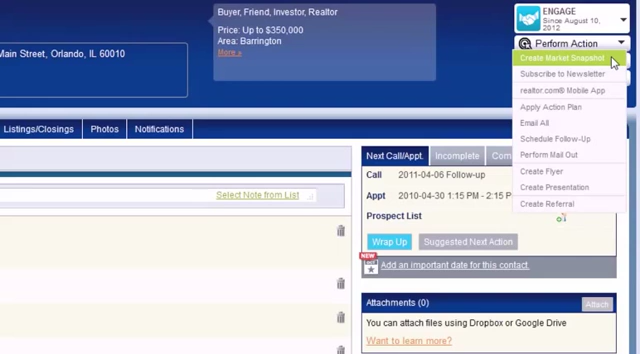 Buyer, Friend, Investor, Realtor
Price: Up to $350,000
Area: Barrington
More »
Main Street, Orlando, IL 60010
ENGAGE
Since August 10,
2012
Perform Action
Create Market Snapshot
Subscribe to Newsletter
realtor.com® Mobile App
Apply Action Plan
Email All
Schedule Follow-Up
Perform Mail Out
Create Flyer
Create Presentation
Create Referral
Listings/Closings
Photos
Notifications
Select Note from List
Next Call/Appt.
Incomplete
Com
Call 2011-04-06 Follow-up
Appt 2010-04-30 1:15 PM - 2:15 P
Prospect List
Wrap Up
Suggested Next Action
NEW
Add an important date for this contact.
Attachments (0)
Attach
You can attach files using Dropbox or Google Drive
Want to learn more?